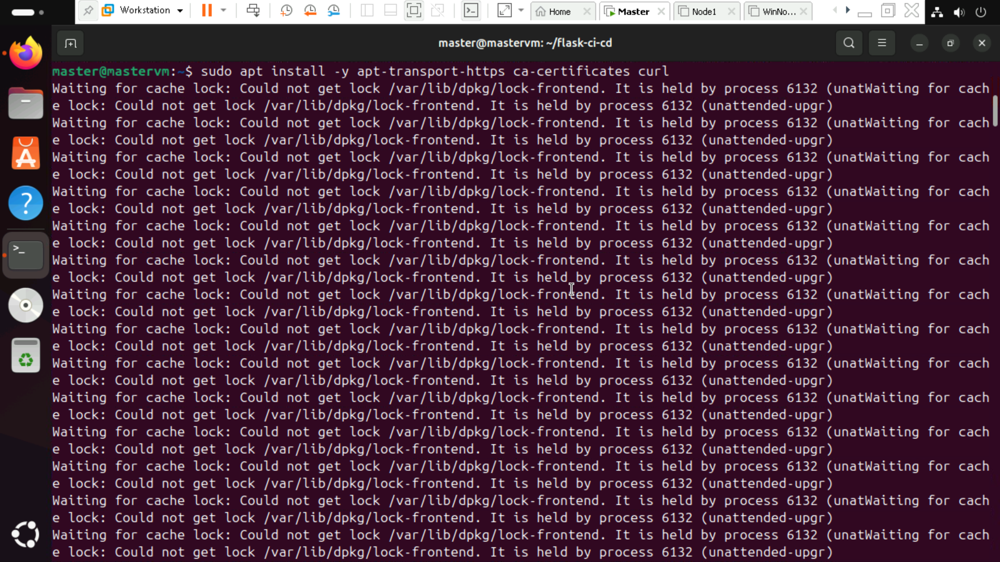 Workstation
Home
Master
Node1
WinNo...
master@mastervm: ~/flask-ci-cd
master@mastervm:~$ sudo apt install -y apt-transport-https ca-certificates curl
Waiting for cache lock: Could not get lock /var/lib/dpkg/lock-frontend. It is held by process 6132 (unatWaiting for cach
e lock: Could not get lock /var/lib/dpkg/lock-frontend. It is held by process 6132 (unattended-upgr)
Waiting for cache lock: Could not get lock /var/lib/dpkg/lock-frontend. It is held by process 6132 (unatWaiting for cach
e lock: Could not get lock /var/lib/dpkg/lock-frontend. It is held by process 6132 (unattended-upgr)
Waiting for cache lock: Could not get lock /var/lib/dpkg/lock-frontend. It is held by process 6132 (unatWaiting for cach
e lock: Could not get lock /var/lib/dpkg/lock-frontend. It is held by process 6132 (unattended-upgr)
Waiting for cache lock: Could not get lock /var/lib/dpkg/lock-frontend. It is held by process 6132 (unatWaiting for cach
e lock: Could not get lock /var/lib/dpkg/lock-frontend. It is held by process 6132 (unattended-upgr)
Waiting for cache lock: Could not get lock /var/lib/dpkg/lock-frontend. It is held by process 6132 (unatWaiting for cach
e lock: Could not get lock /var/lib/dpkg/lock-frontend. It is held by process 6132 (unattended-upgr)
Waiting for cache lock: Could not get lock /var/lib/dpkg/lock-frontend. It is held by process 6132 (unatWaiting for cach
e lock: Could not get lock /var/lib/dpkg/lock-frontend. It is held by process 6132 (unattended-upgr)
Waiting for cache lock: Could not get lock /var/lib/dpkg/lock-frontend. It is held by process 6132 (unatWaiting for cach
e lock: Could not get lock /var/lib/dpkg/lock-frontend. It is held by process 6132 (unattended-upgr)
Waiting for cache lock: Could not get lock /var/lib/dpkg/lock-frontend. It is held by process 6132 (unatWaiting for cach
e lock: Could not get lock /var/lib/dpkg/lock-frontend. It is held by process 6132 (unattended-upgr)
Waiting for cache lock: Could not get lock /var/lib/dpkg/lock-frontend. It is held by process 6132 (unatWaiting for cach
e lock: Could not get lock /var/lib/dpkg/lock-frontend. It is held by process 6132 (unattended-upgr)
Waiting for cache lock: Could not get lock /var/lib/dpkg/lock-frontend. It is held by process 6132 (unatWaiting for cach
e lock: Could not get lock /var/lib/dpkg/lock-frontend. It is held by process 6132 (unattended-upgr)
Waiting for cache lock: Could not get lock /var/lib/dpkg/lock-frontend. It is held by process 6132 (unatWaiting for cach
e lock: Could not get lock /var/lib/dpkg/lock-frontend. It is held by process 6132 (unattended-upgr)
Waiting for cache lock: Could not get lock /var/lib/dpkg/lock-frontend. It is held by process 6132 (unatWaiting for cach
e lock: Could not get lock /var/lib/dpkg/lock-frontend. It is held by process 6132 (unattended-upgr)
Waiting for cache lock: Could not get lock /var/lib/dpkg/lock-frontend. It is held by process 6132 (unatWaiting for cach
e lock: Could not get lock /var/lib/dpkg/lock-frontend. It is held by process 6132 (unattended-upgr)
Waiting for cache lock: Could not get lock /var/lib/dpkg/lock-frontend. It is held by process 6132 (unatWaiting for cach
e lock: Could not get lock /var/lib/dpkg/lock-frontend. It is held by process 6132 (unattended-upgr)